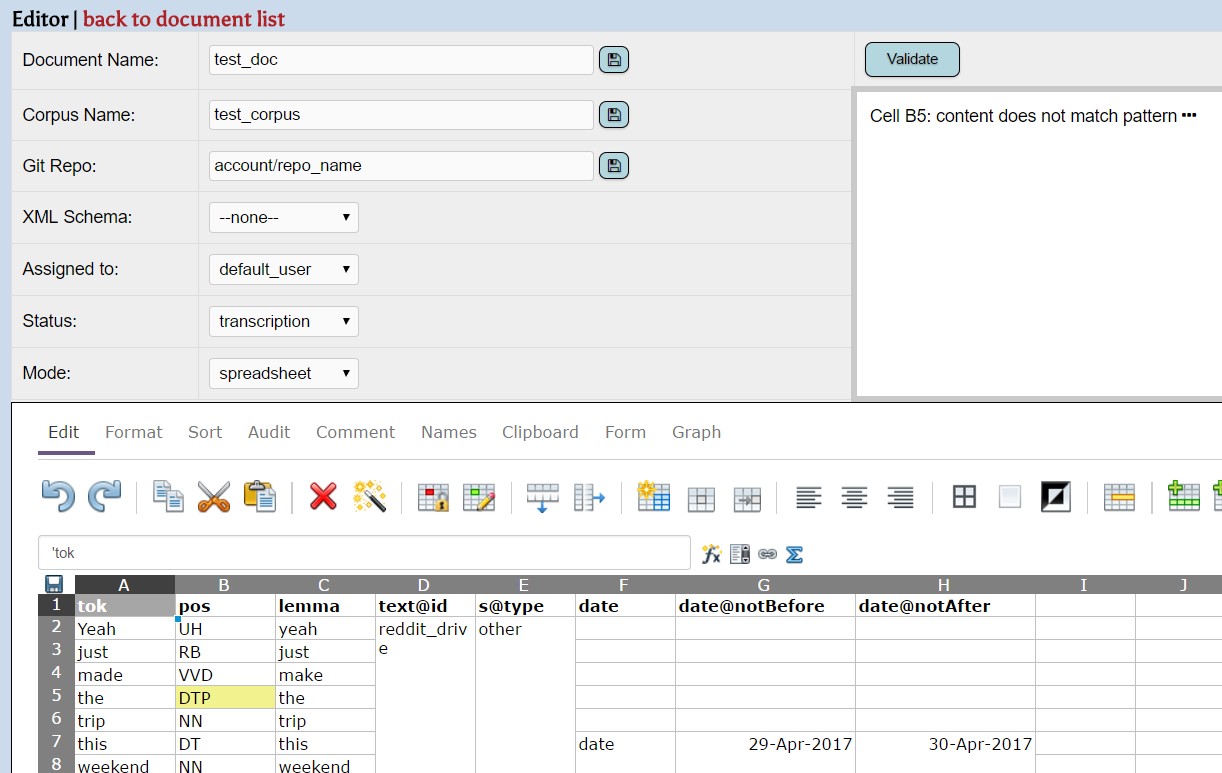 Editor | back to document list
Document Name: test_doc
Validate
Corpus Name: test_corpus
Cell B5: content does not match pattern •••
Git Repo: account/repo_name
XML Schema: --none--
Assigned to: default_user
Status: transcription
Mode: spreadsheet
Edit Format Sort Audit Comment Names Clipboard Form Graph
'tok
A B C D E F G H I J
1 tok pos lemma text@id s@type date date@notBefore date@notAfter
2 Yeah UH yeah reddit_driv other
3 just RB just e
4 made VVD make
5 the DTP the
6 trip NN trip
7 this DT this date 29-Apr-2017 30-Apr-2017
8 weekend NN weekend